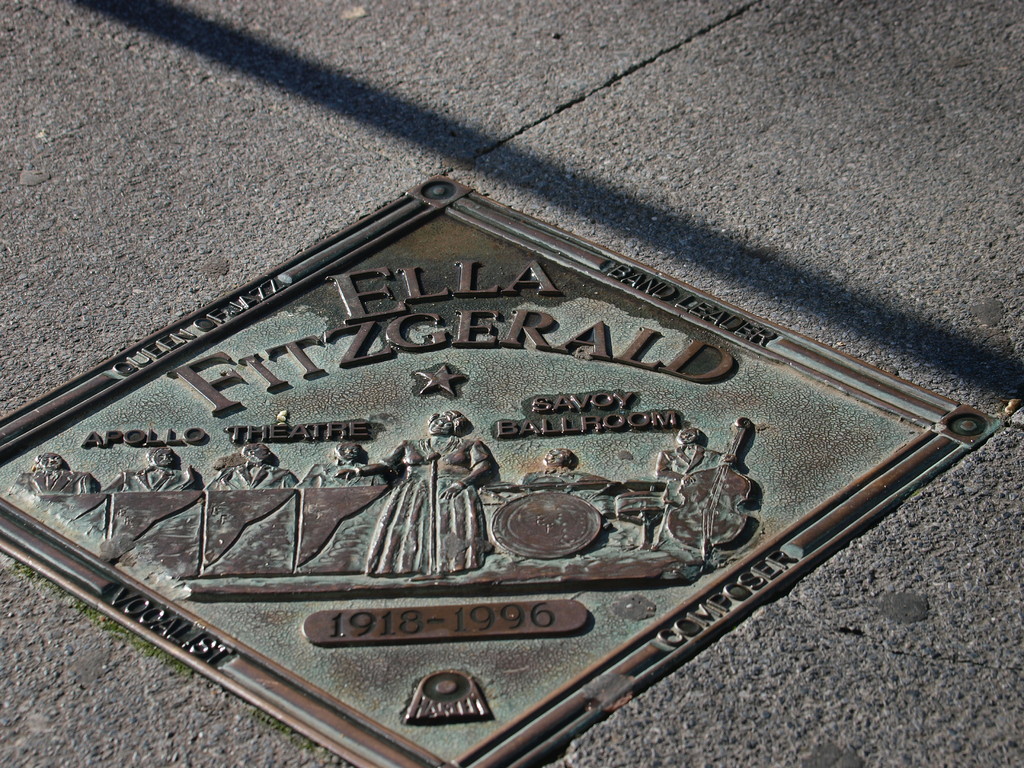 QUEEN OF JAZZ
BAND LEADER
ELLA
FITZGERALD
APOLLO THEATRE
SAVOY
BALLROOM
1918-1996
VOCALIST
COMPOSER